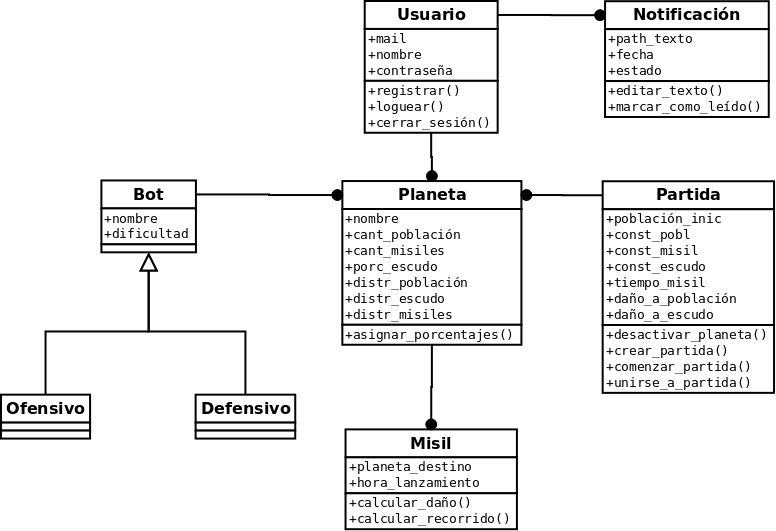 Usuario
+mail
+nombre
+contraseña
+registrar()
+loguear()
+cerrar_sesión()
Notificación
+path_texto
+fecha
+estado
+editar_texto()
+marcar_como_leído()
Bot
+nombre
+dificultad
Planeta
+nombre
+cant_población
+cant_misiles
+porc_escudo
+distr_población
+distr_escudo
+distr_misiles
+asignar_porcentajes()
Partida
+población_inic
+const_pobl
+const_misil
+const_escudo
+tiempo_misil
+daño_a_población
+daño_a_escudo
+desactivar_planeta()
+crear_partida()
+comenzar_partida()
+unirse_a_partida()
Ofensivo
Defensivo
Misil
+planeta_destino
+hora_lanzamiento
+calcular_daño()
+calcular_recorrido()